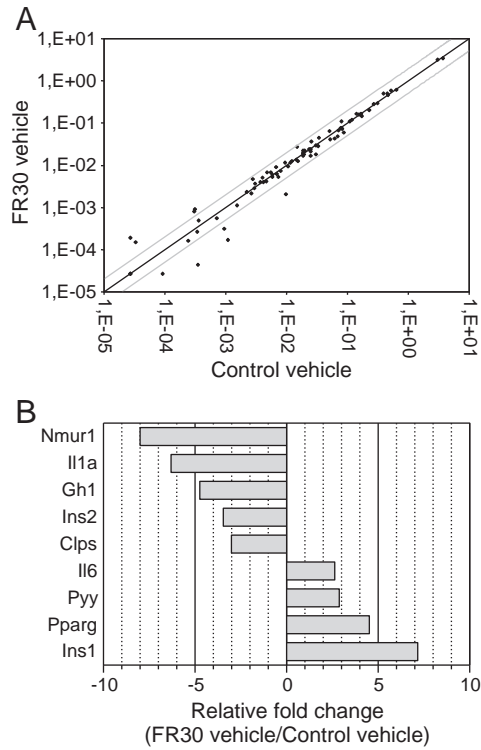 A
1,E+01
1,E+00
1,E-01
1,E-02
1,E-03
1,E-04
1,E-05
FR30 vehicle
1,E-05
1,E-04
1,E-03
1,E-02
1,E-01
1,E+00
1,E+01
Control vehicle
B
Nmur1
Il1a
Gh1
Ins2
Clps
Il6
Pyy
Pparg
Ins1
-10 -5 0 5 10
Relative fold change
(FR30 vehicle/Control vehicle)